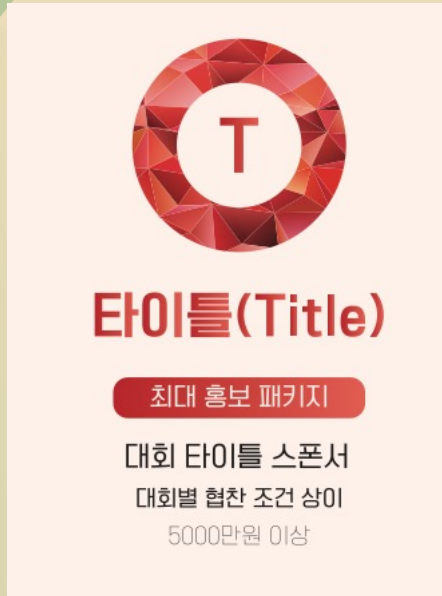 T
타이틀(Title)
최대 홍보 패키지
대회 타이틀 스폰서
대회별 협찬 조건 상이
5000만원 이상